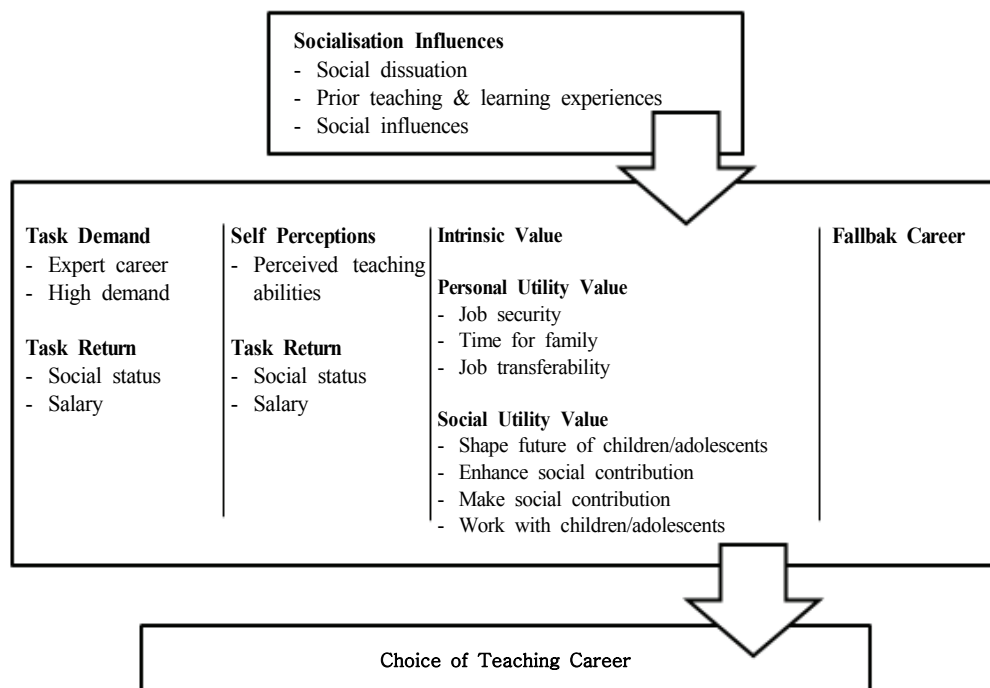 Socialisation Influences
- Social dissuation
- Prior teaching & learning experiences
- Social influences
Task Demand
- Expert career
- High demand
Task Return
- Social status
- Salary
Self Perceptions
- Perceived teaching
abilities
Task Return
- Social status
- Salary
Intrinsic Value
Personal Utility Value
- Job security
- Time for family
- Job transferability
Social Utility Value
- Shape future of children/adolescents
- Enhance social contribution
- Make social contribution
- Work with children/adolescents
Fallbak Career
Choice of Teaching Career